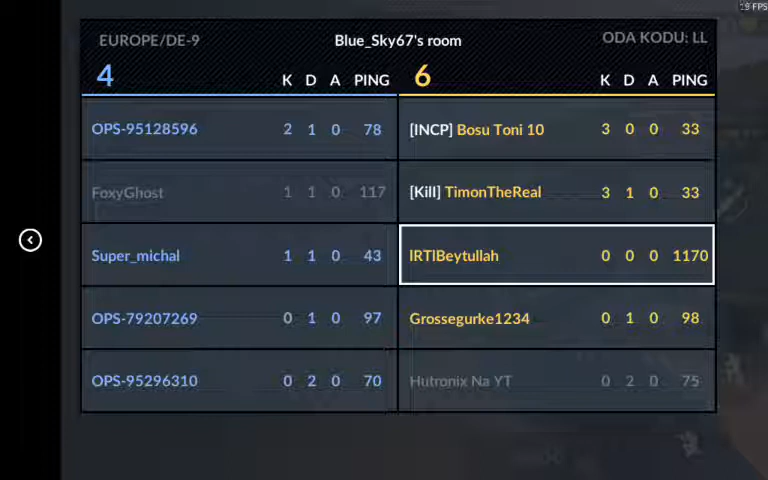 19 FPS
EUROPE/DE-9 Blue_Sky67's room ODA KODU: LL
4 K D A PING 6 K D A PING
OPS-95128596 2 1 0 78 [INCP] Bosu Toni 10 3 0 0 33
FoxyGhost 1 1 0 117 [Kill] TimonTheReal 3 1 0 33
Super_michal 1 1 0 43 IRTIBeytullah 0 0 0 1170
OPS-79207269 0 1 0 97 Grossegurke1234 0 1 0 98
OPS-95296310 0 2 0 70 Hutronix Na YT 0 2 0 75